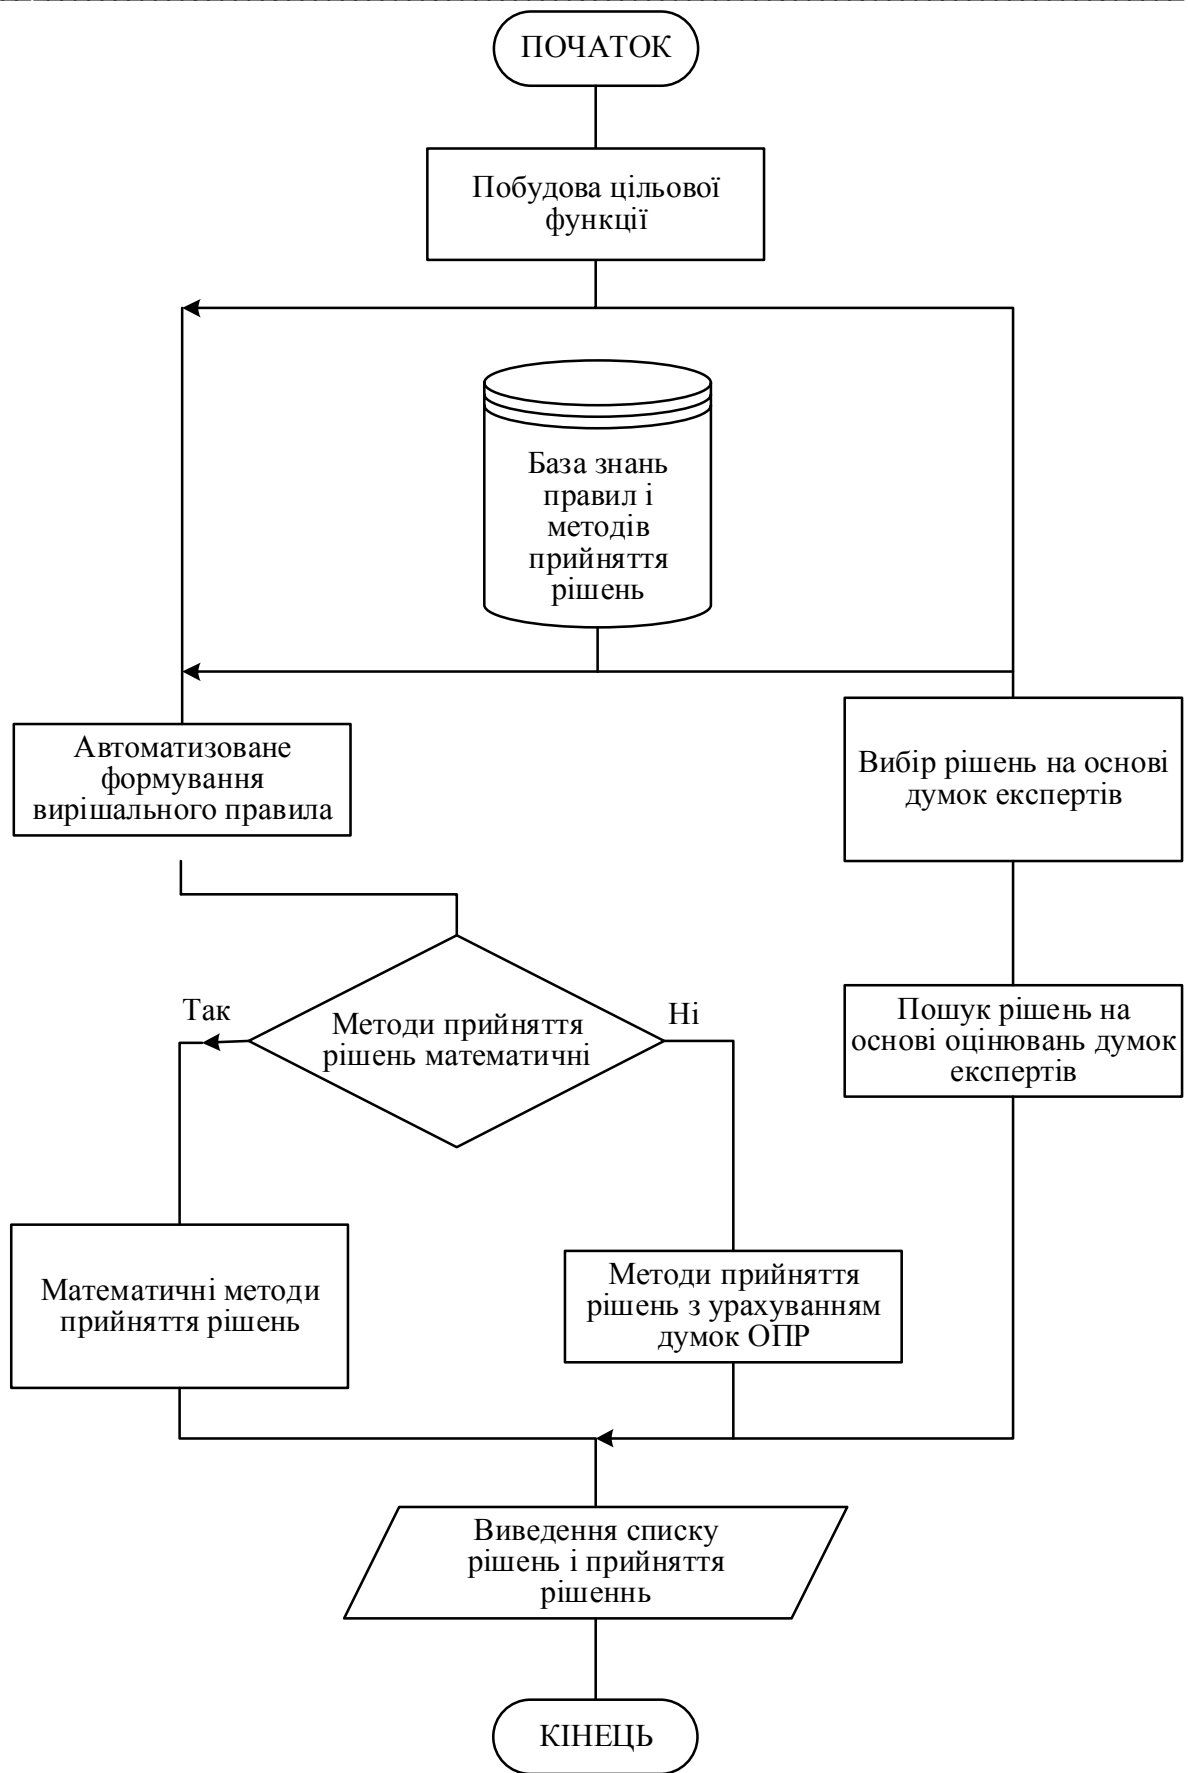 ПОЧАТОК
Побудова цільової
функції
База знань
правил і
методів
прийняття
рішень
Автоматизоване
формування
вирішального правила
Вибір рішень на основі
думок експертів
Так
Методи прийняття
рішень математичні
Ні
Пошук рішень на
основі оцінювань думок
експертів
Математичні методи
прийняття рішень
Методи прийняття
рішень з урахуванням
думок ОПР
Виведення списку
рішень і прийняття
рішеннь
КІНЕЦЬ